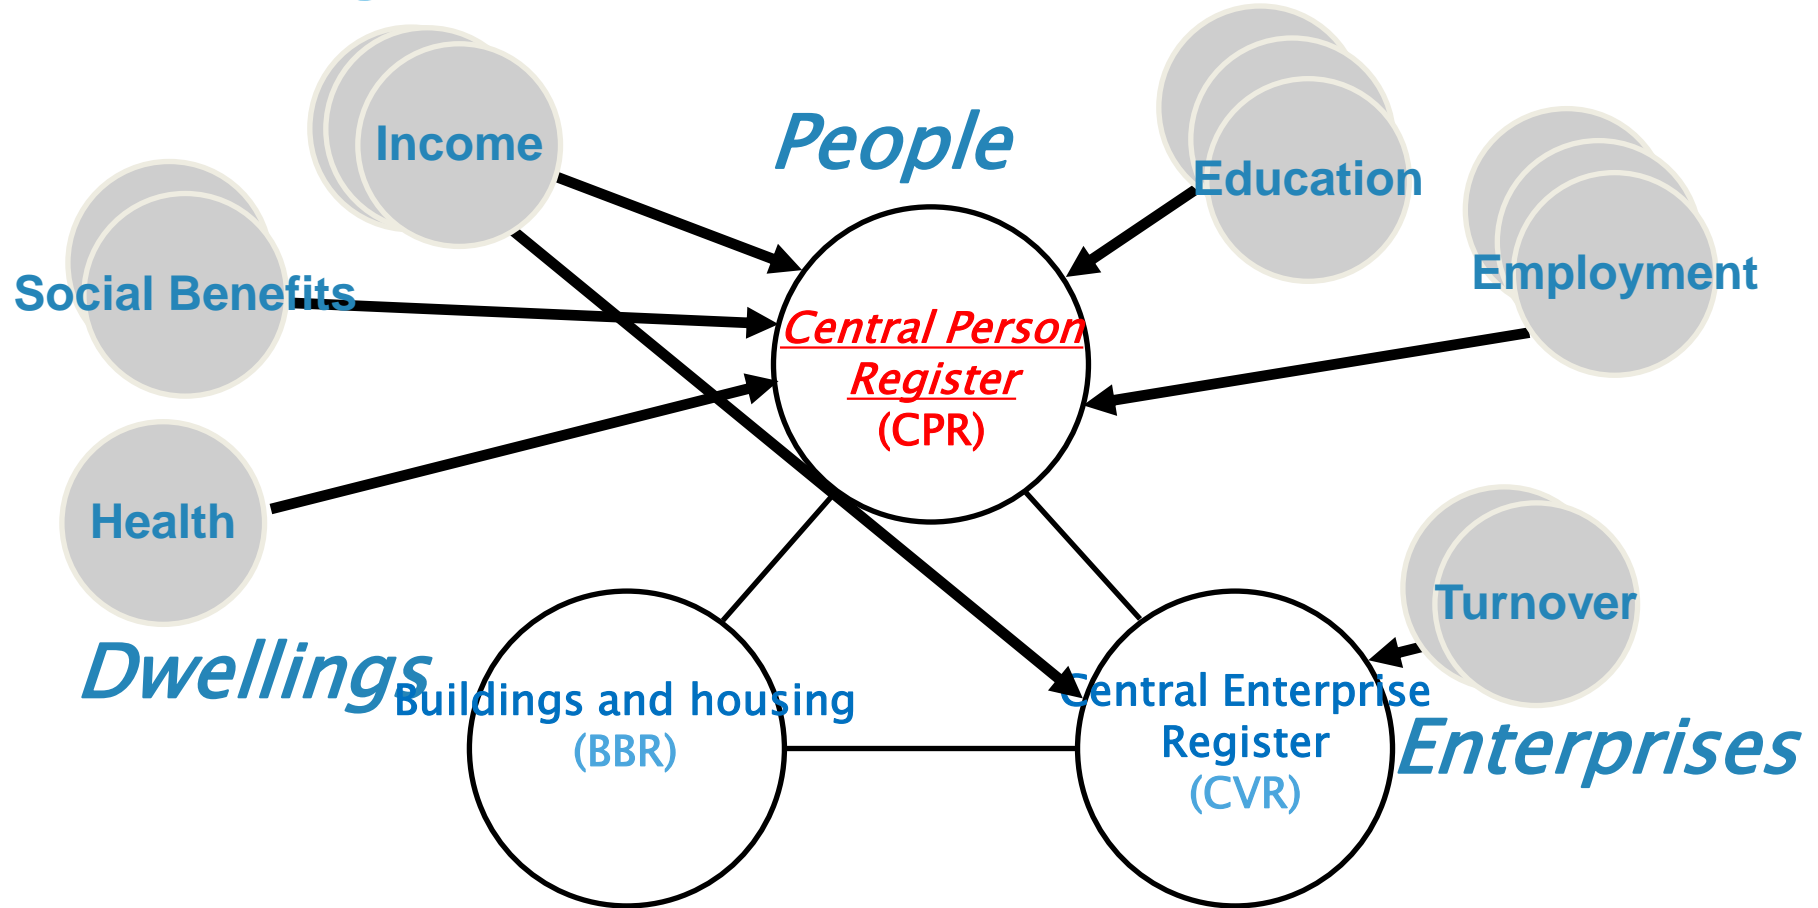 Income
People
Education
Employment
Social Benefits
Central Person
Register
(CPR)
Health
Turnover
Dwellings
Buildings and housing
(BBR)
Central Enterprise
Register
(CVR)
Enterprises